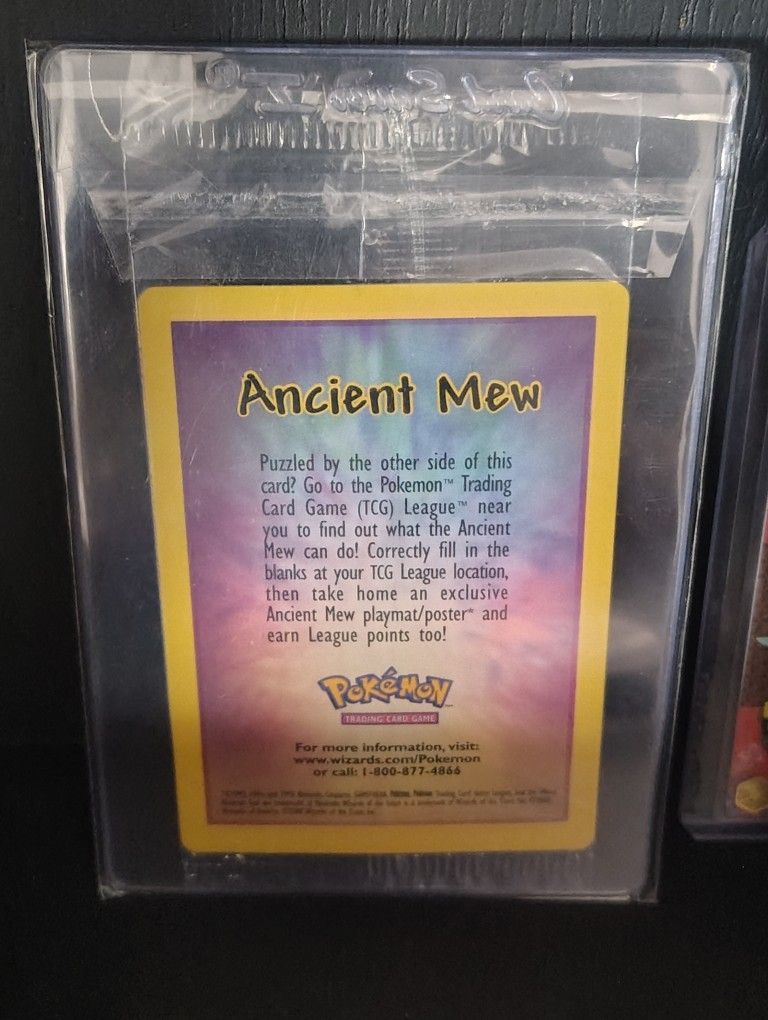 Card Saver
Ancient Mew
Puzzled by the other side of this
card? Go to the Pokemon™ Trading
Card Game (TCG) League™ near
you to find out what the Ancient
Mew can do! Correctly fill in the
blanks at your TCG League location,
then take home an exclusive
Ancient Mew playmat/poster* and
earn League points too!
POKéMON
TRADING CARD GAME
For more information, visit:
www.wizards.com/Pokemon
or call: 1-800-877-4866